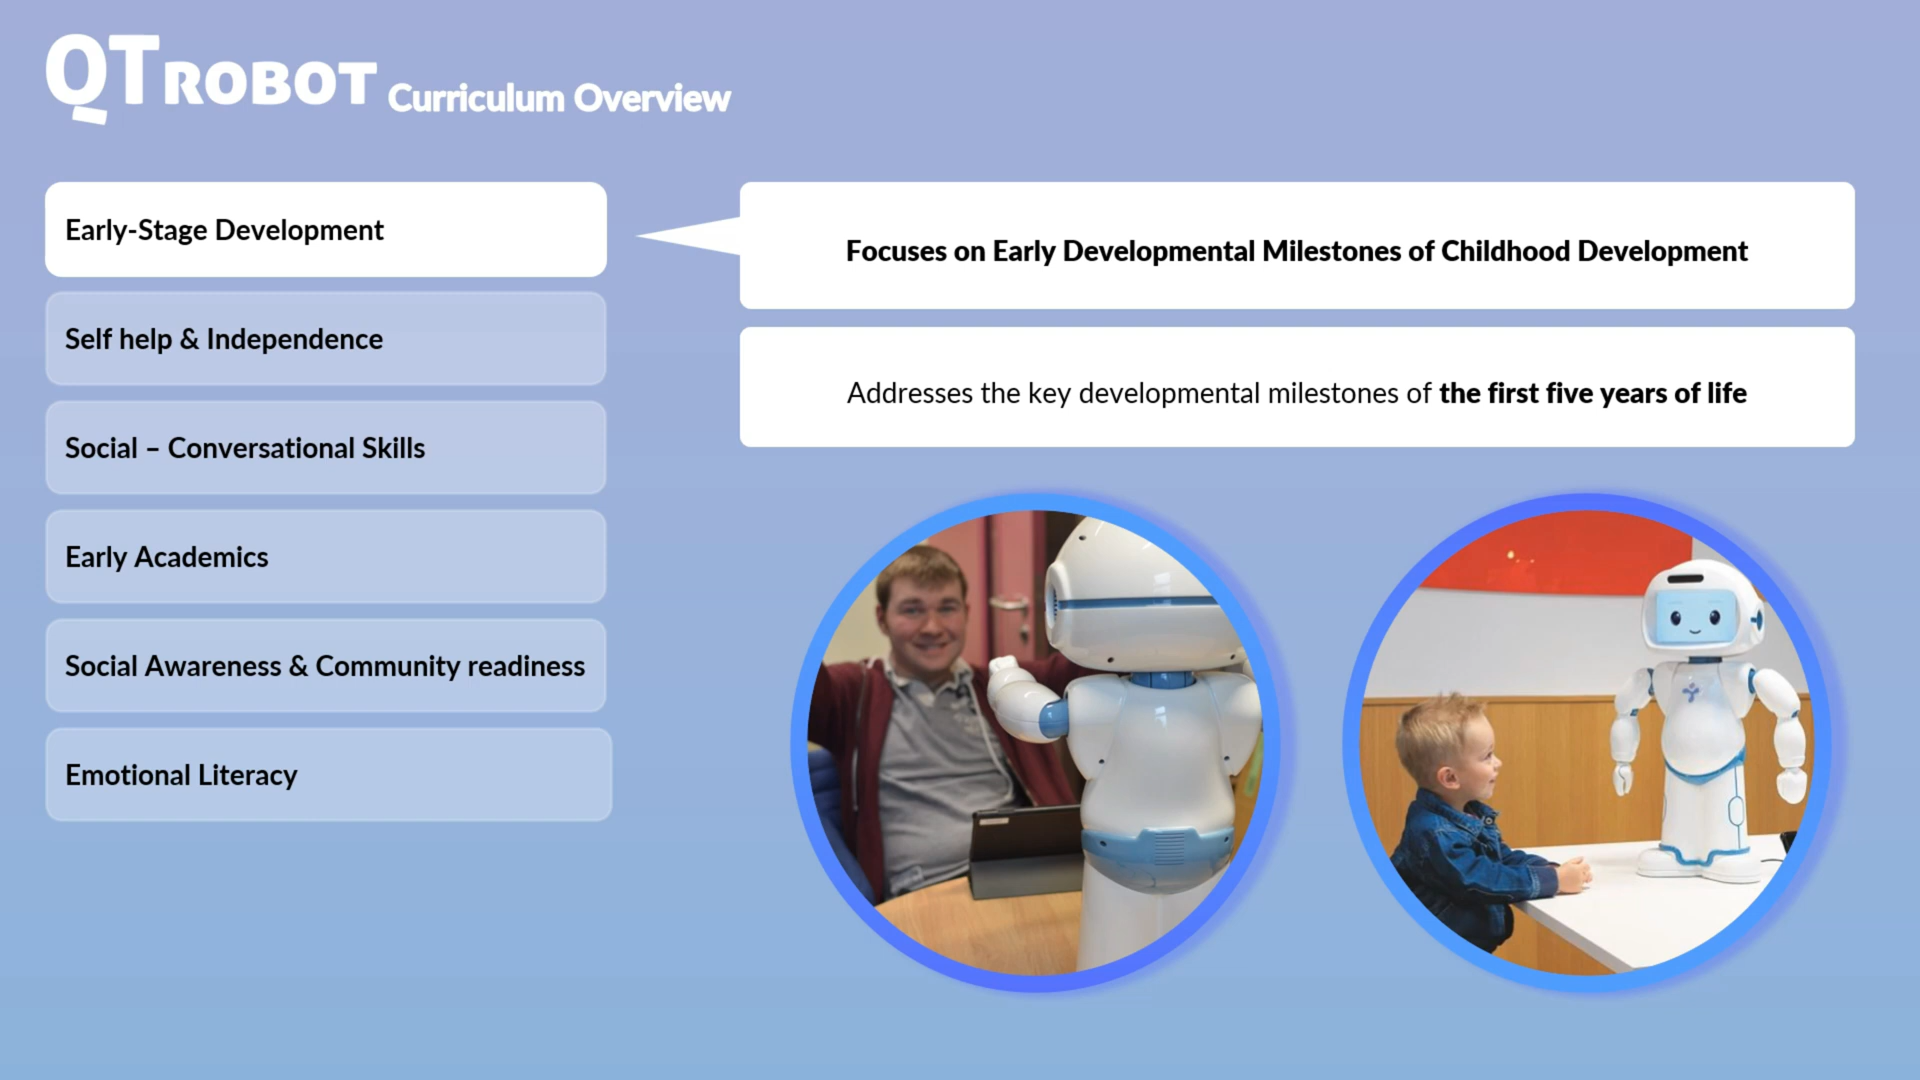 QTROBOT Curriculum Overview
Early-Stage Development
Focuses on Early Developmental Milestones of Childhood Development
Self help & Independence
Addresses the key developmental milestones of the first five years of life
Social – Conversational Skills
Early Academics
Social Awareness & Community readiness
Emotional Literacy